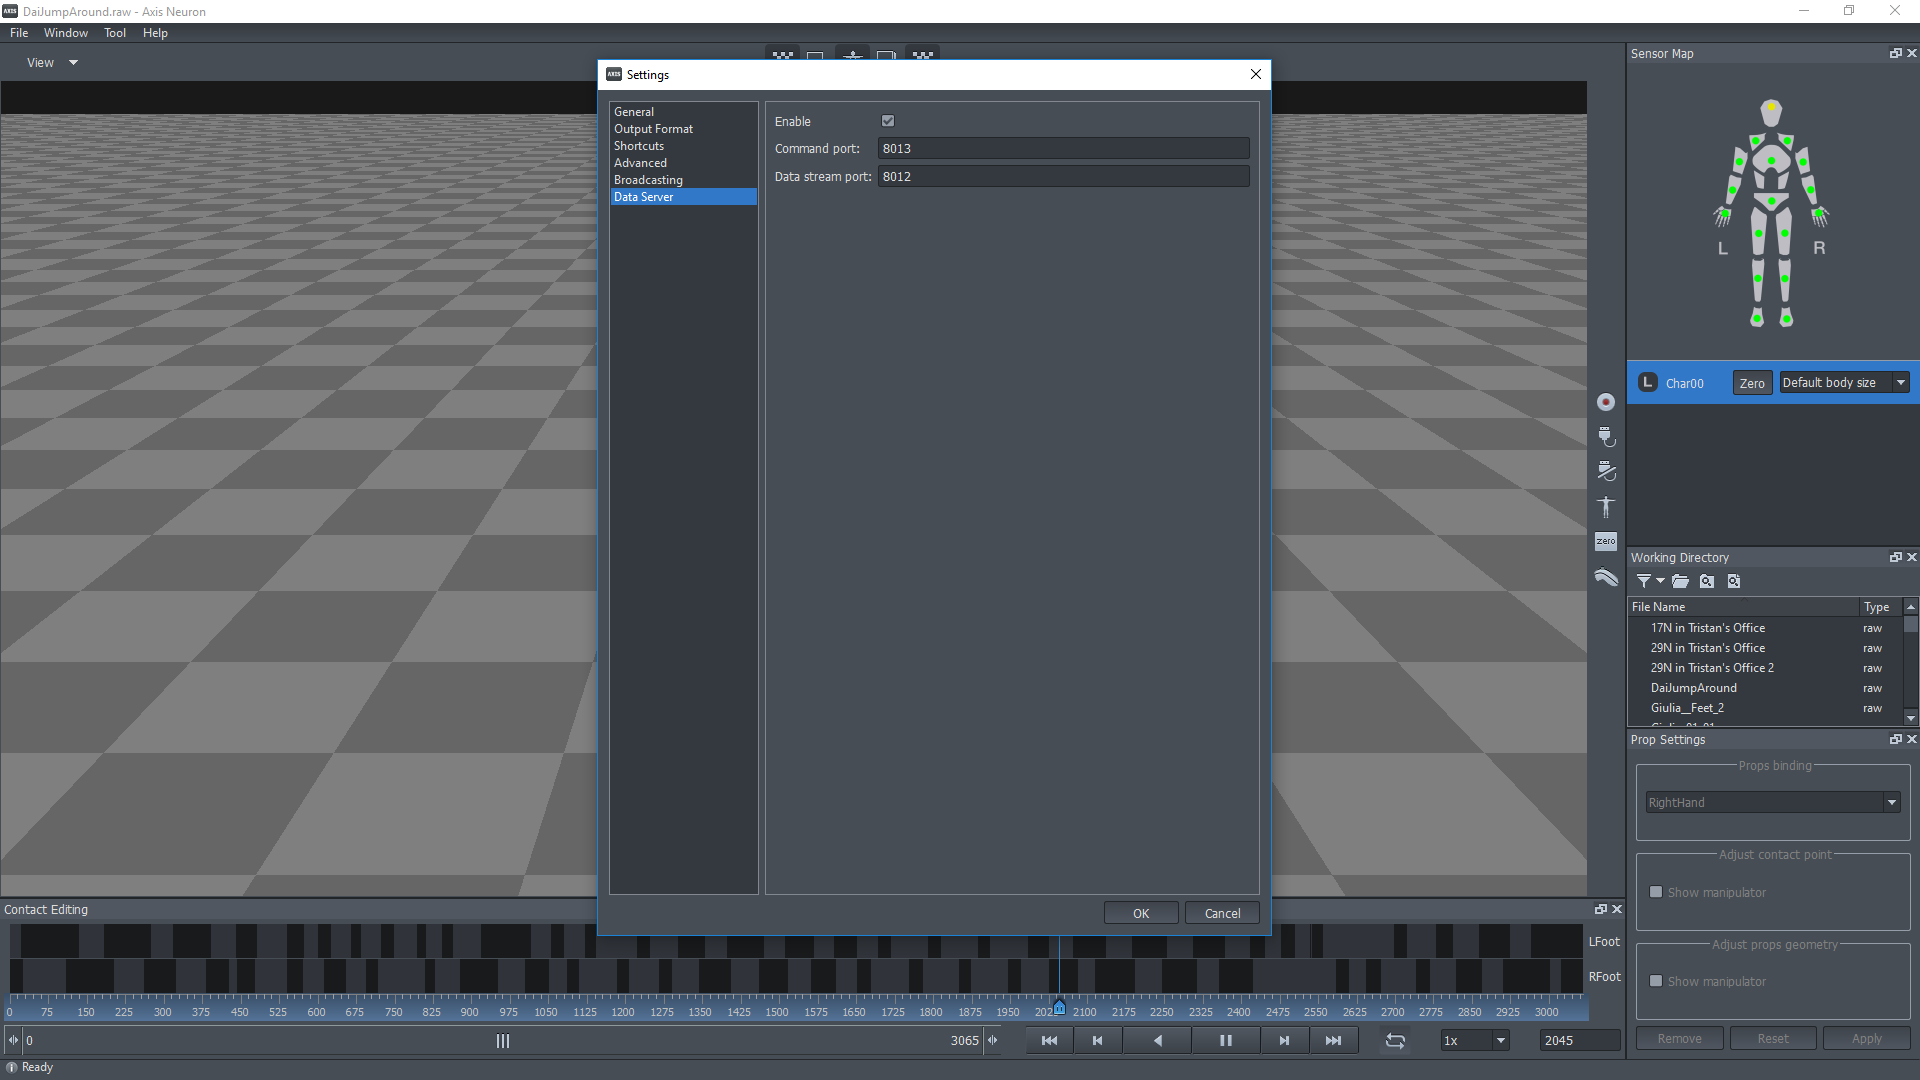 DaiJumpAround.raw - Axis Neuron
File Window Tool Help
View
AXIS Settings
General
Output Format
Shortcuts
Advanced
Broadcasting
Data Server
Enable
Command port: 8013
Data stream port: 8012
OK Cancel
Sensor Map
L R
L Char00 Zero Default body size
zero
Working Directory
File Name Type
17N in Tristan's Office raw
29N in Tristan's Office raw
29N in Tristan's Office 2 raw
DaiJumpAround raw
Giulia__Feet_2 raw
Prop Settings
Props binding
RightHand
Adjust contact point
Show manipulator
Adjust props geometry
Show manipulator
Remove Reset Apply
Contact Editing
LFoot
RFoot
0 75 150 225 300 375 450 525 600 675 750 825 900 975 1050 1125 1200 1275 1350 1425 1500 1575 1650 1725 1800 1875 1950 2100 2175 2250 2325 2400 2475 2550 2625 2700 2775 2850 2925 3000
0 3065 1x 2045
Ready